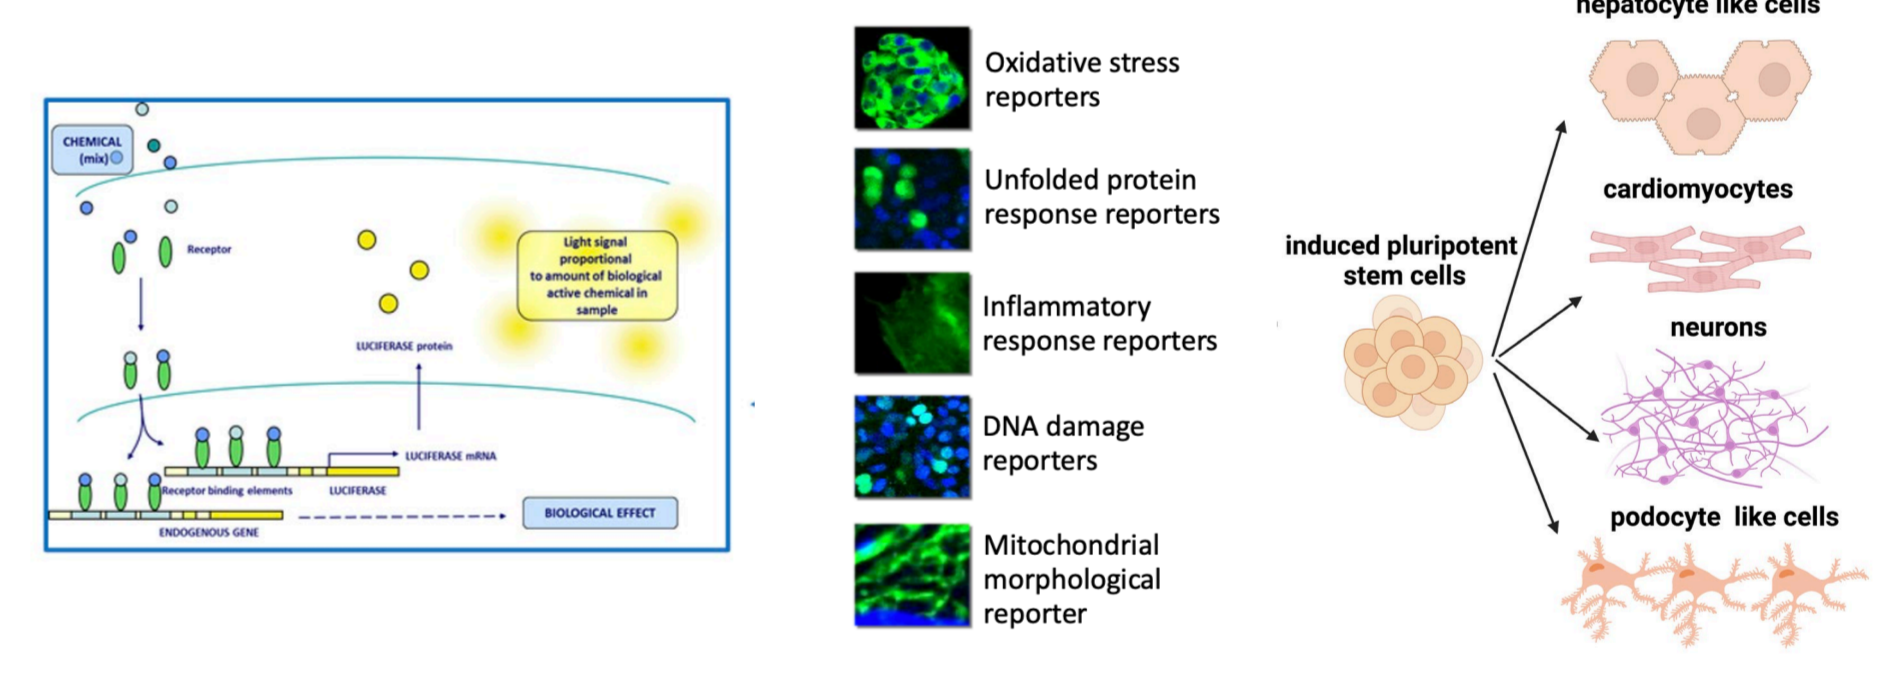 CHEMICAL
(mix)
Receptor
Light signal
proportional
to amount of biological
active chemical in
sample
LUCIFERASE protein
LUCIFERASE mRNA
Receptor binding elements
LUCIFERASE
ENDOGENOUS GENE
BIOLOGICAL EFFECT
Oxidative stress
reporters
Unfolded protein
response reporters
Inflammatory
response reporters
DNA damage
reporters
Mitochondrial
morphological
reporter
induced pluripotent
stem cells
hepatocyte like cells
cardiomyocytes
neurons
podocyte like cells